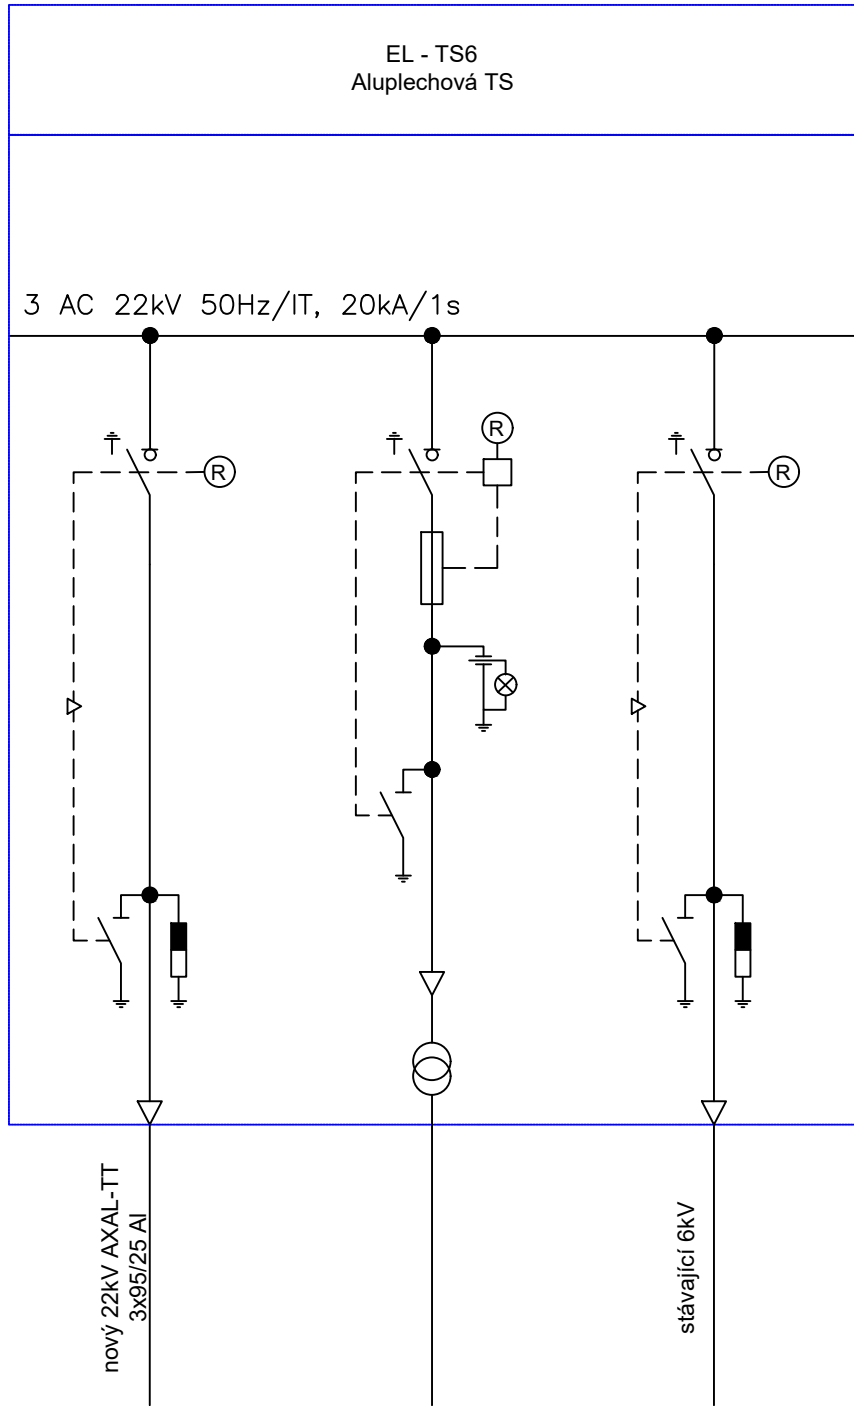 EL - TS6
Aluplechová TS
3 AC 22kV 50Hz/IT, 20kA/1s
R
R
R
nový 22kV AXAL-TT
3x95/25 Al
stávající 6kV